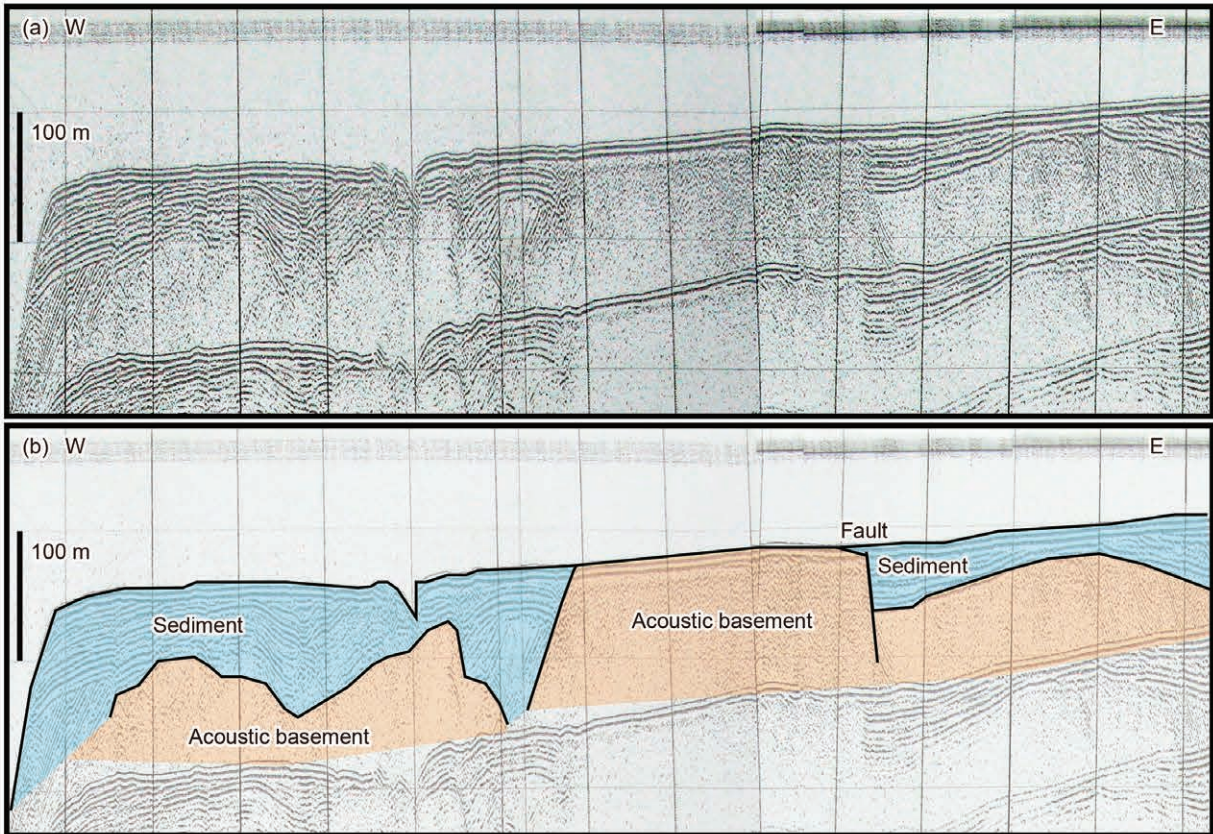 (a) W
E
100 m
(b) W
E
100 m
Fault
Sediment
Sediment
Acoustic basement
Acoustic basement